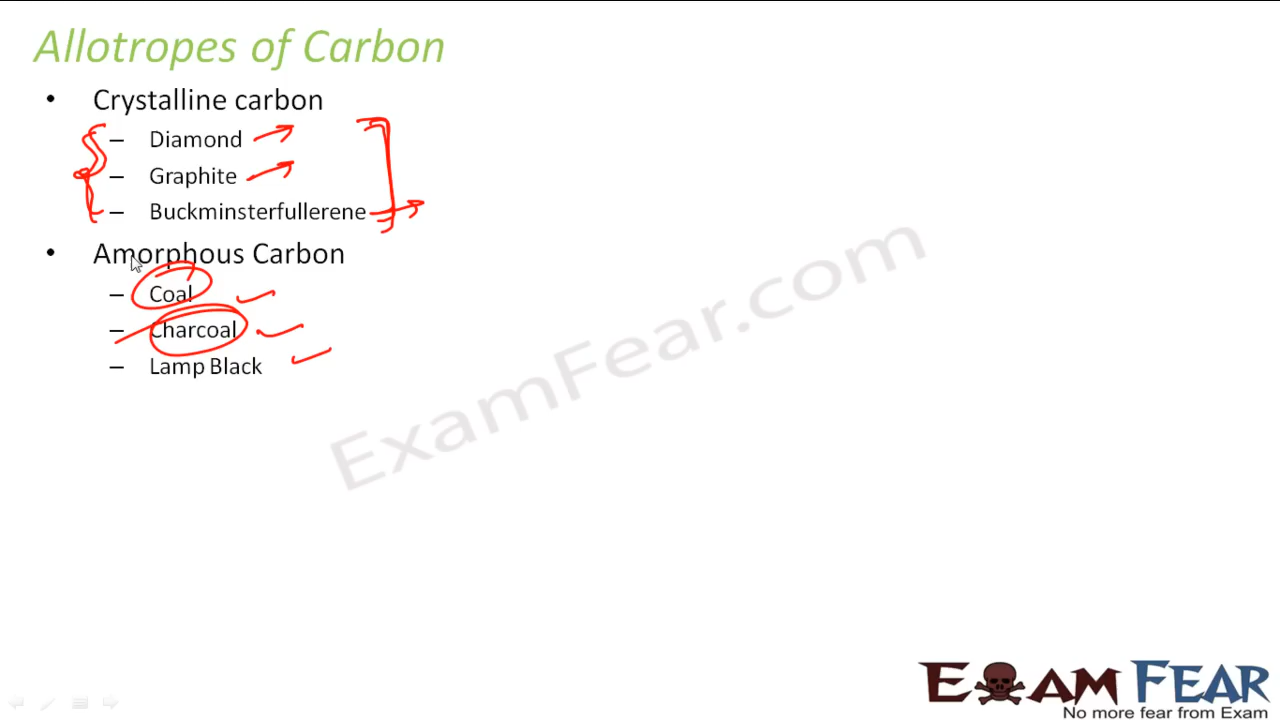 Allotropes of Carbon
• Crystalline carbon
– Diamond
– Graphite
– Buckminsterfullerene
• Amorphous Carbon
– Coal
– Charcoal
– Lamp Black
ExamFear.com
EXAM FEAR
No more fear from Exam